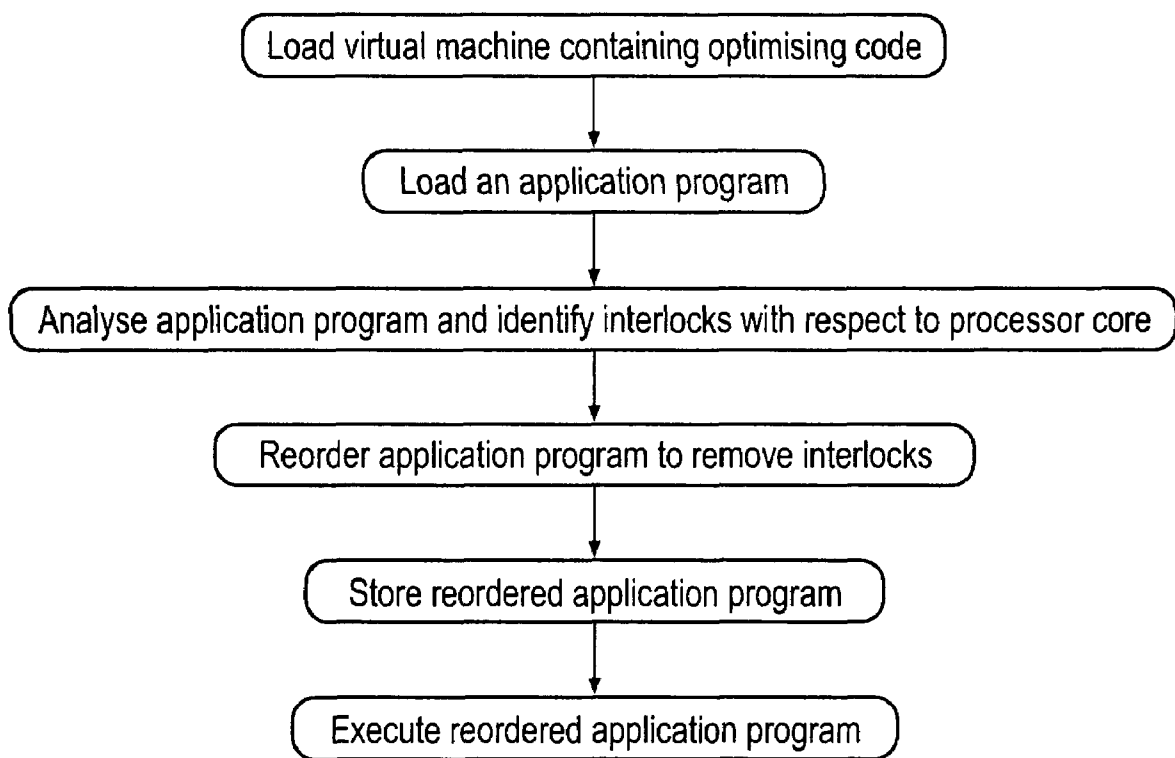 Load virtual machine containing optimising code
Load an application program
Analyse application program and identify interlocks with respect to processor core
Reorder application program to remove interlocks
Store reordered application program
Execute reordered application program